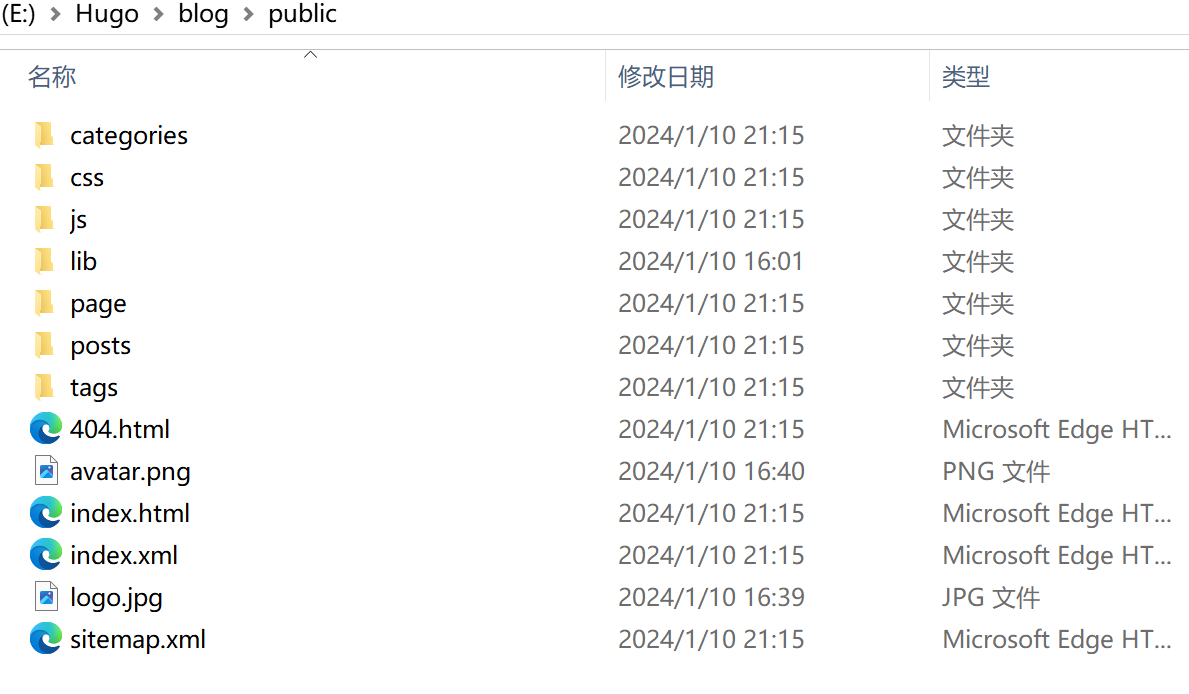 (E:) > Hugo > blog > public
名称 修改日期 类型
categories 2024/1/10 21:15 文件夹
css 2024/1/10 21:15 文件夹
js 2024/1/10 21:15 文件夹
lib 2024/1/10 16:01 文件夹
page 2024/1/10 21:15 文件夹
posts 2024/1/10 21:15 文件夹
tags 2024/1/10 21:15 文件夹
404.html 2024/1/10 21:15 Microsoft Edge HT...
avatar.png 2024/1/10 16:40 PNG 文件
index.html 2024/1/10 21:15 Microsoft Edge HT...
index.xml 2024/1/10 21:15 Microsoft Edge HT...
logo.jpg 2024/1/10 16:39 JPG 文件
sitemap.xml 2024/1/10 21:15 Microsoft Edge HT...